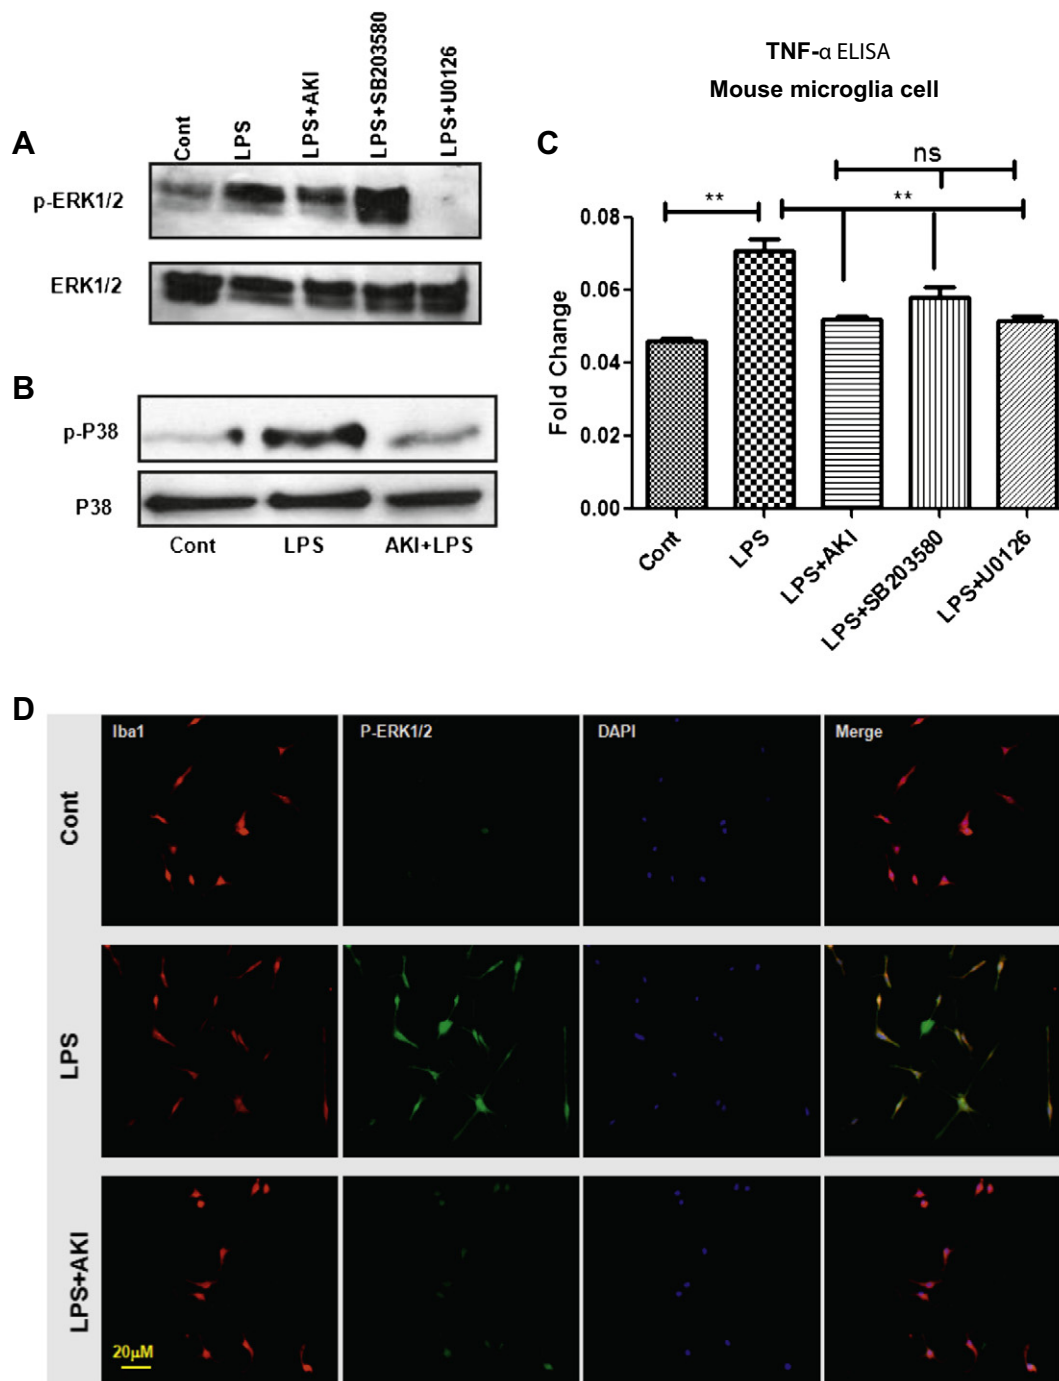 A
Cont
LPS
LPS+AKI
LPS+SB203580
LPS+U0126
p-ERK1/2
ERK1/2
B
p-P38
P38
Cont LPS AKI+LPS
TNF-α ELISA
Mouse microglia cell
C
ns
**
**
Fold Change
0.08
0.06
0.04
0.02
0.00
Cont
LPS
LPS+AKI
LPS+SB203580
LPS+U0126
D
Iba1 P-ERK1/2 DAPI Merge
Cont
LPS
LPS+AKI
20μM